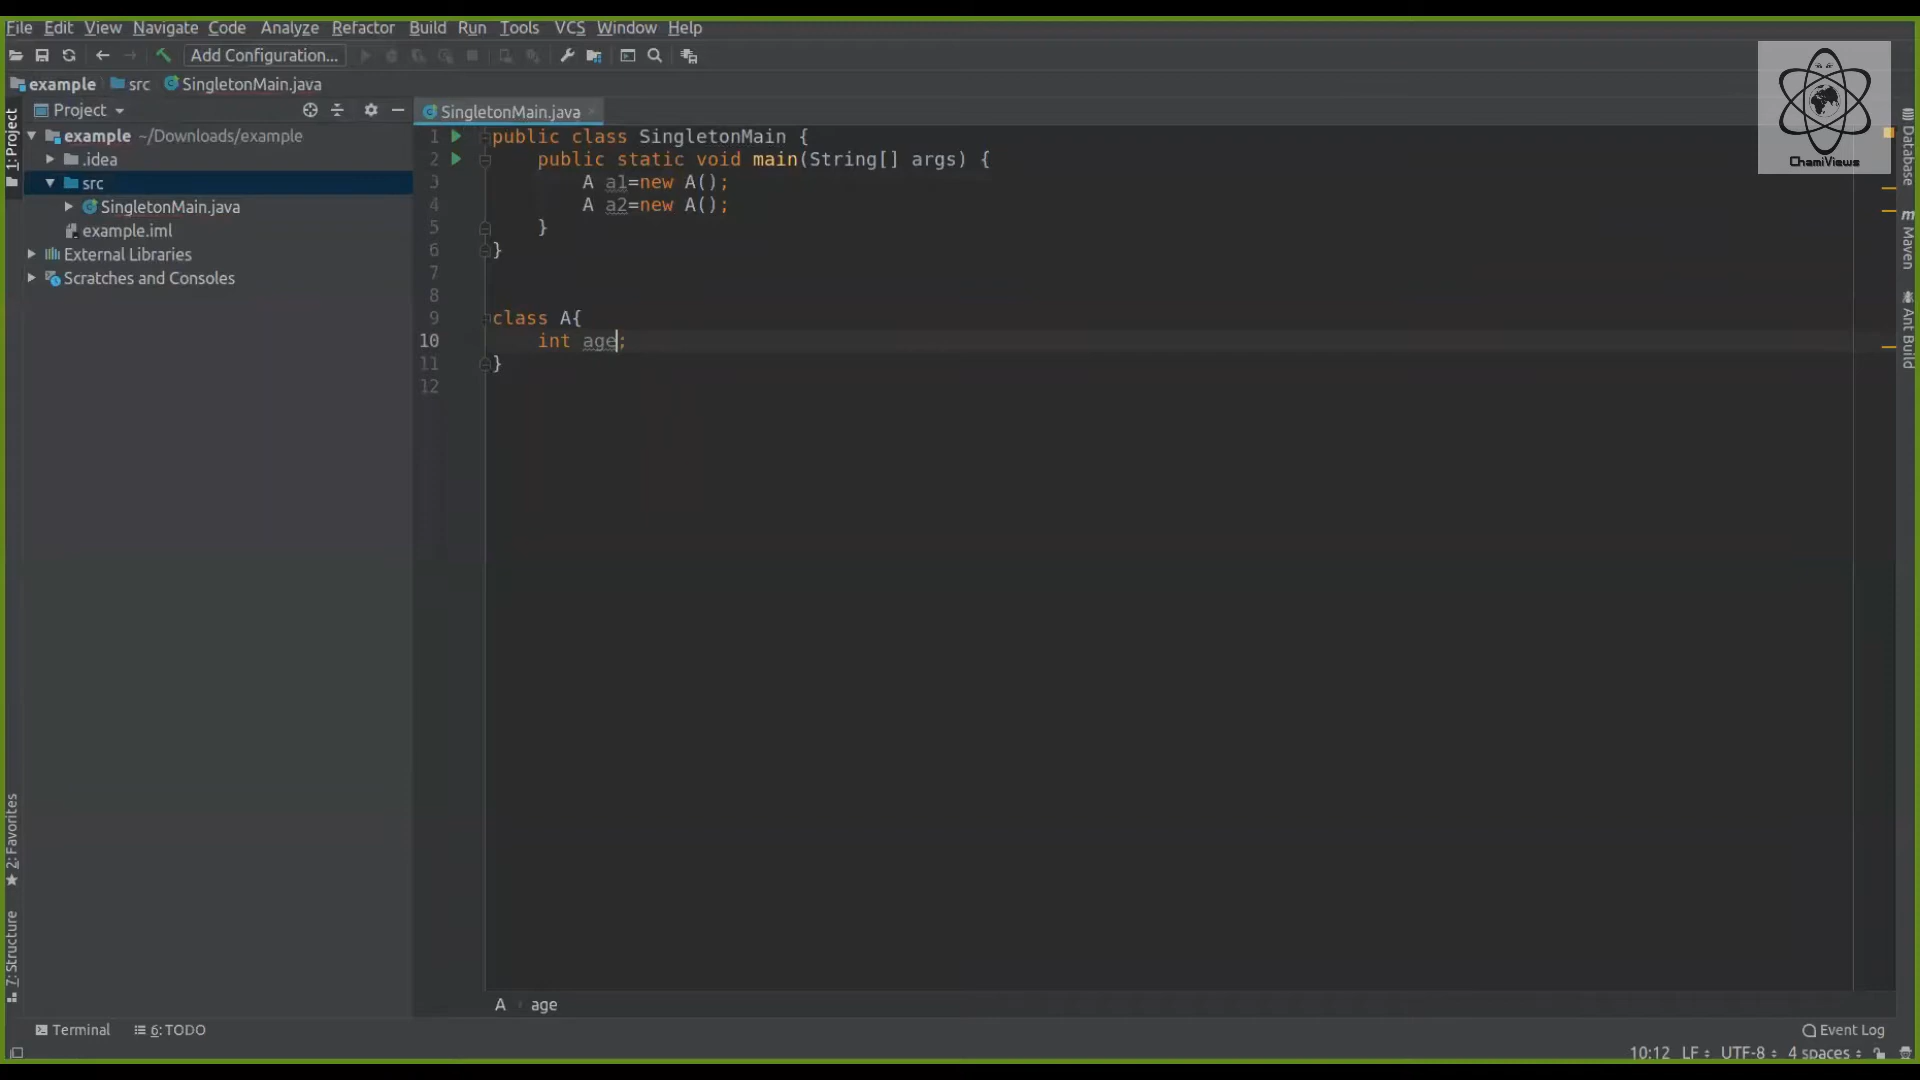 File Edit View Navigate Code Analyze Refactor Build Run Tools VCS Window Help
Add Configuration...
example src SingletonMain.java
ChamiViews
1: Project
Project
example ~/Downloads/example
.idea
src
SingletonMain.java
example.iml
External Libraries
Scratches and Consoles
SingletonMain.java
1 public class SingletonMain {
2 public static void main(String[] args) {
3 A a1=new A();
4 A a2=new A();
5 }
6 }
7
8
9 class A{
10 int age;
11 }
12
Database
m Maven
Ant Build
2: Favorites
7: Structure
A age
Terminal 6: TODO
Event Log
10:12 LF UTF-8 4 spaces